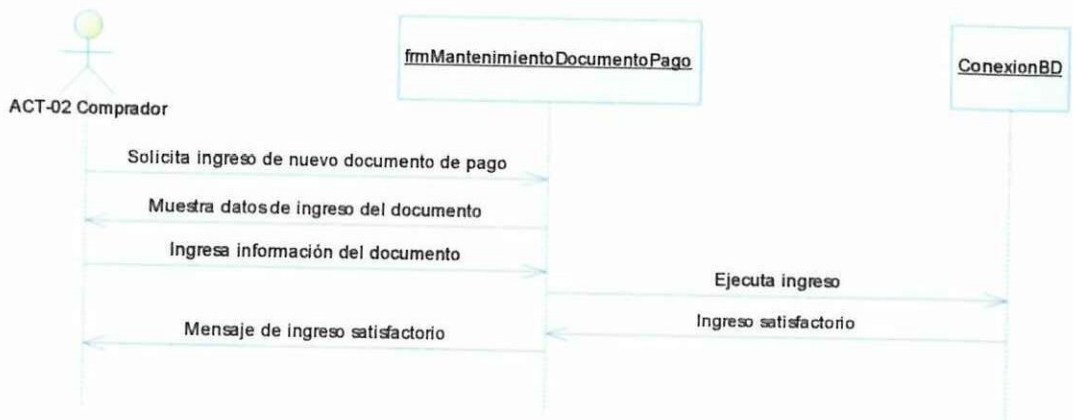 frmMantenimientoDocumentoPago
ConexionBD
ACT-02 Comprador
Solicita ingreso de nuevo documento de pago
Muestra datos de ingreso del documento
Ingresa información del documento
Ejecuta ingreso
Ingreso satisfactorio
Mensaje de ingreso satisfactorio